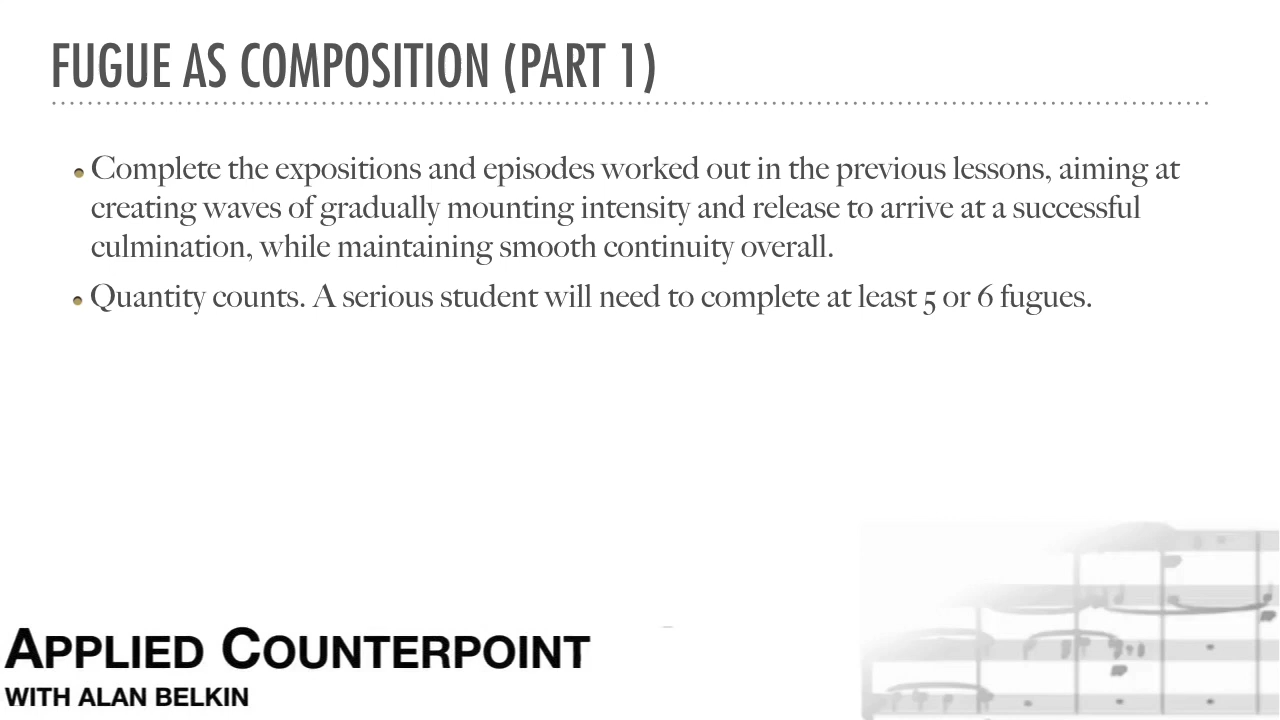 FUGUE AS COMPOSITION (PART 1)
• Complete the expositions and episodes worked out in the previous lessons, aiming at
creating waves of gradually mounting intensity and release to arrive at a successful
culmination, while maintaining smooth continuity overall.
• Quantity counts. A serious student will need to complete at least 5 or 6 fugues.
APPLIED COUNTERPOINT
WITH ALAN BELKIN